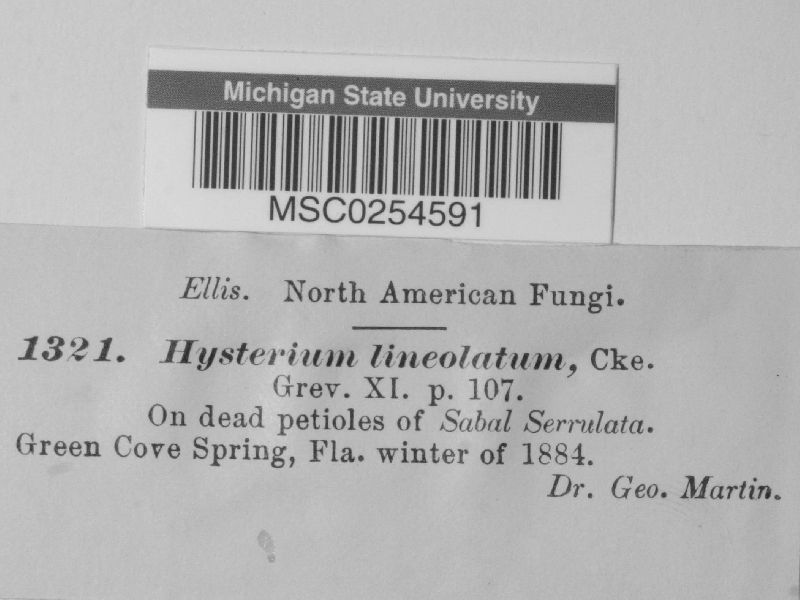 Michigan State University
MSC0254591
Ellis. North American Fungi.
1321. Hysterium lineolatum, Cke.
Grev. XI. p. 107.
On dead petioles of Sabal Serrulata.
Green Cove Spring, Fla. winter of 1884.
Dr. Geo. Martin.